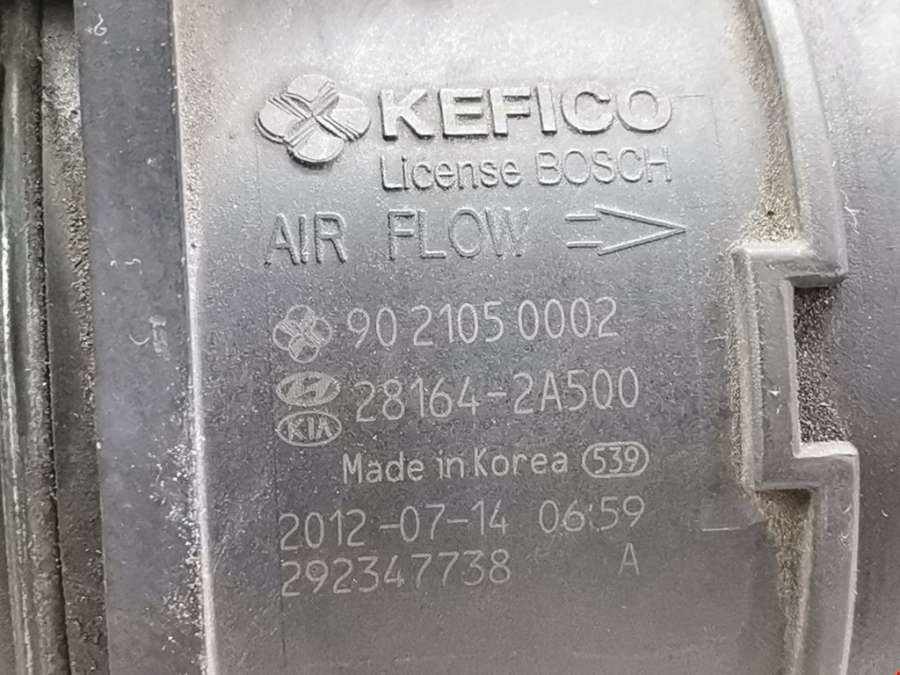 KEFICO
License BOSCH
AIR FLOW
90 2105 0002
28164-2A500
KIA
Made in Korea 539
2012-07-14 06:59
292347738 A